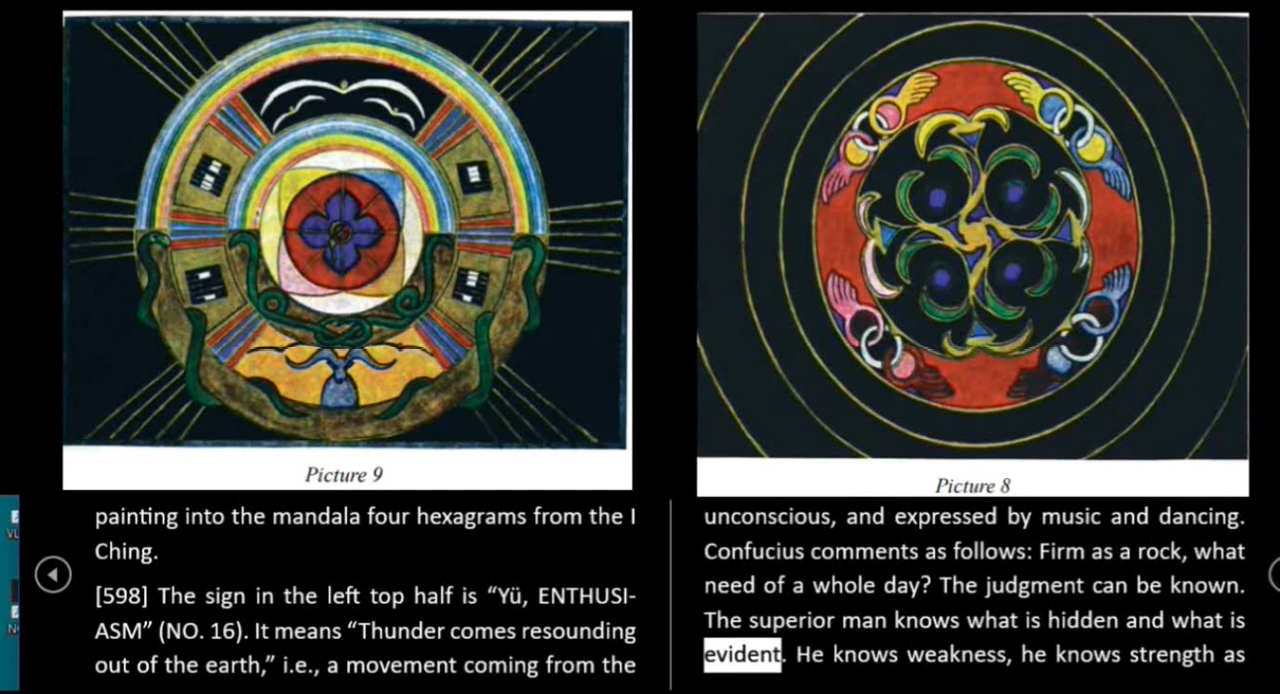 Picture 9
painting into the mandala four hexagrams from the I
Ching.
[598] The sign in the left top half is “Yü, ENTHUSI-
ASM” (NO. 16). It means “Thunder comes resounding
out of the earth,” i.e., a movement coming from the
Picture 8
unconscious, and expressed by music and dancing.
Confucius comments as follows: Firm as a rock, what
need of a whole day? The judgment can be known.
The superior man knows what is hidden and what is
evident. He knows weakness, he knows strength as